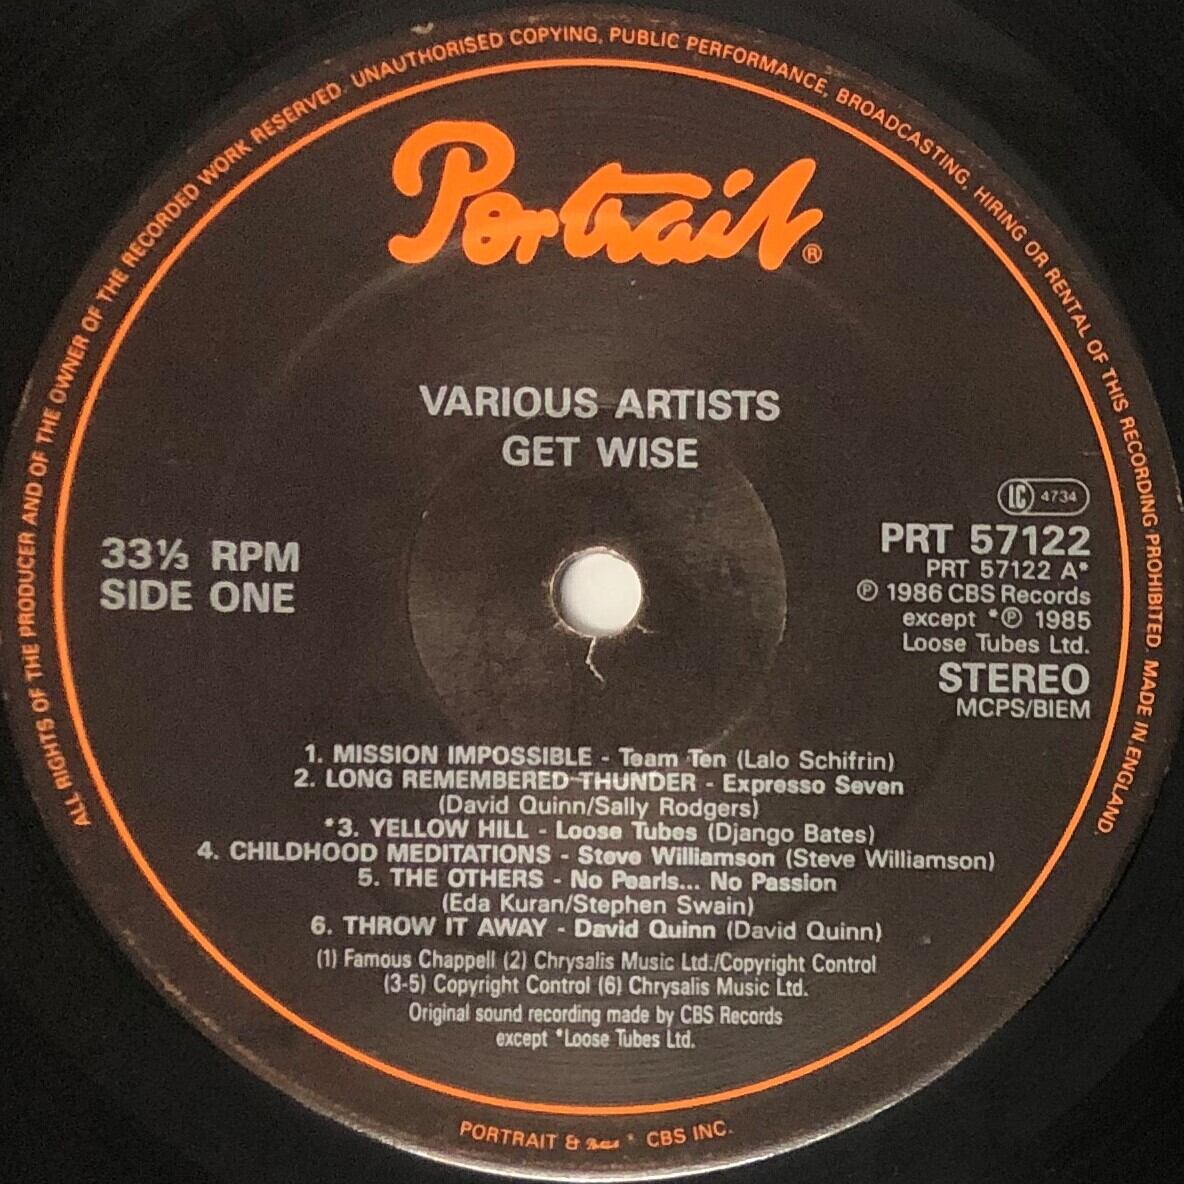 ALL RIGHTS OF THE PRODUCER AND OF THE OWNER OF THE RECORDED WORK RESERVED. UNAUTHORISED COPYING, PUBLIC PERFORMANCE, BROADCASTING, HIRING OR RENTAL OF THIS RECORDING PROHIBITED. MADE IN ENGLAND.
Portrait®
VARIOUS ARTISTS
GET WISE
LC 4734
33⅓ RPM
SIDE ONE
PRT 57122
PRT 57122 A*
℗ 1986 CBS Records
except *℗ 1985
Loose Tubes Ltd.
STEREO
MCPS/BIEM
1. MISSION IMPOSSIBLE - Team Ten (Lalo Schifrin)
2. LONG REMEMBERED THUNDER - Expresso Seven
(David Quinn/Sally Rodgers)
*3. YELLOW HILL - Loose Tubes (Django Bates)
4. CHILDHOOD MEDITATIONS - Steve Williamson (Steve Williamson)
5. THE OTHERS - No Pearls... No Passion
(Eda Kuran/Stephen Swain)
6. THROW IT AWAY - David Quinn (David Quinn)
(1) Famous Chappell (2) Chrysalis Music Ltd./Copyright Control
(3-5) Copyright Control (6) Chrysalis Music Ltd.
Original sound recording made by CBS Records
except *Loose Tubes Ltd.
PORTRAIT & Portrait * CBS INC.